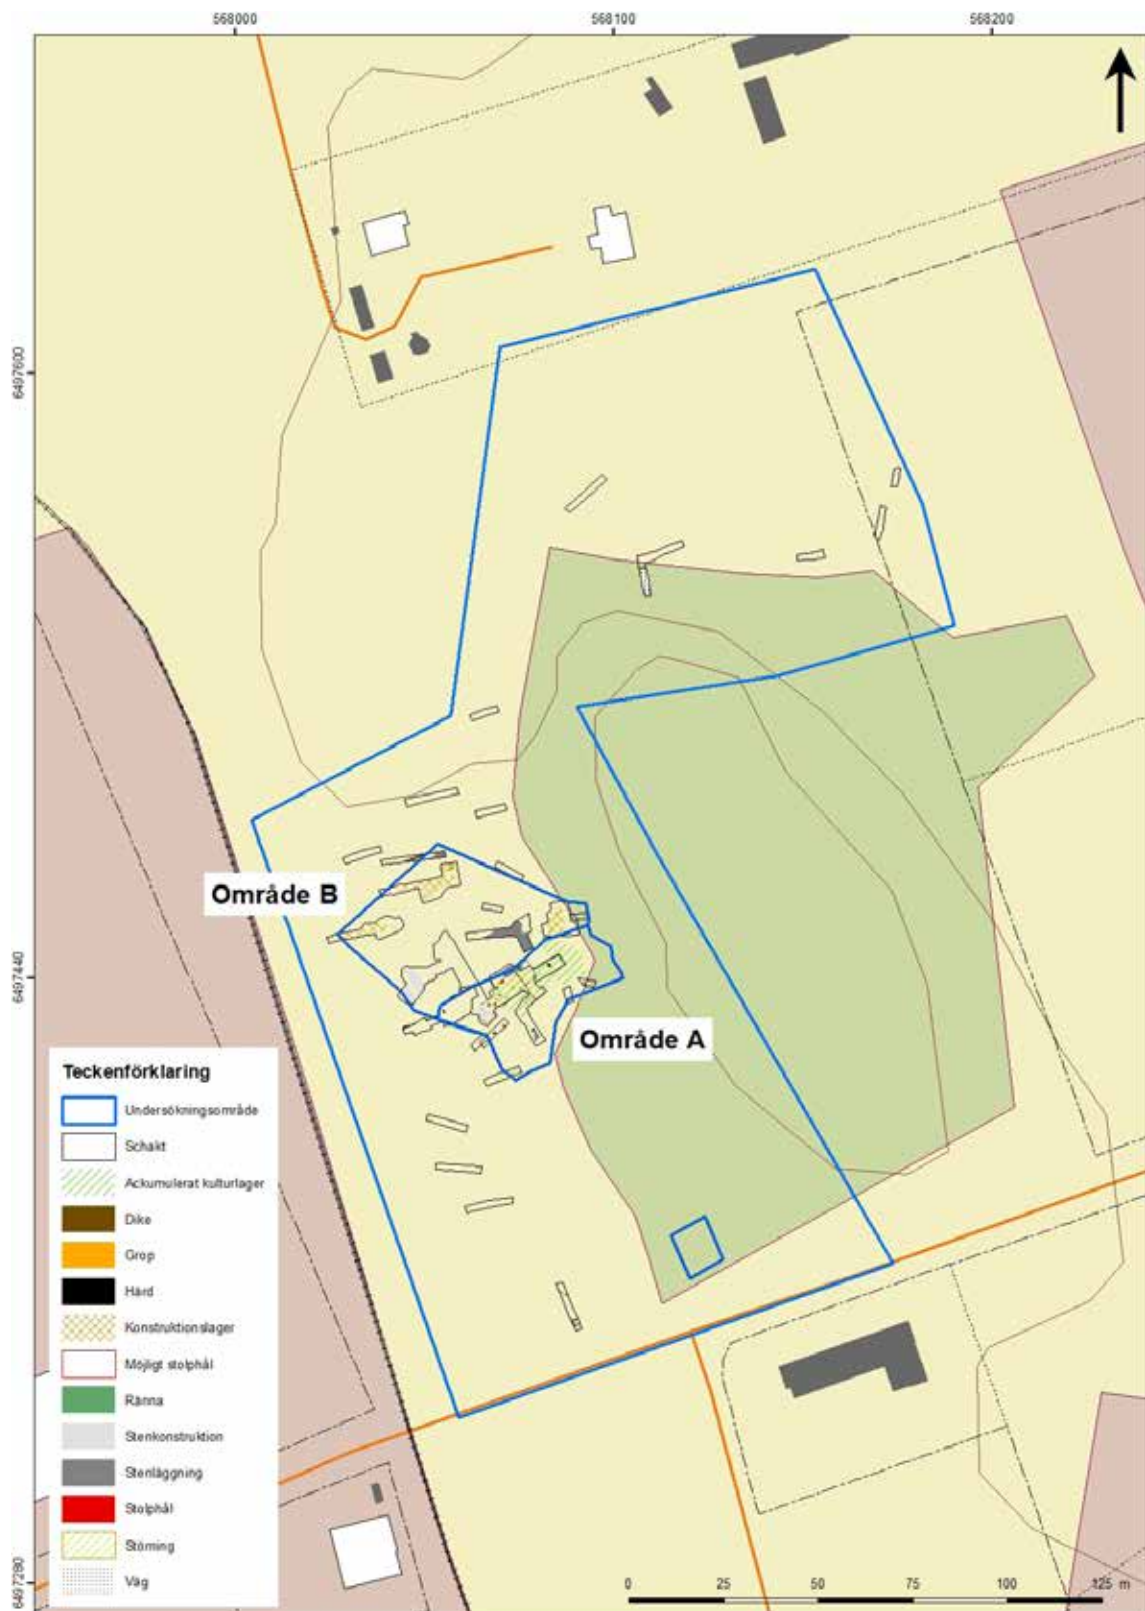 568000 568100 568200
6497600
Område B
6497440
Område A
Teckenförklaring
Undersökningsområde
Schakt
Ackumulerat kulturlager
Dike
Grop
Härd
Konstruktionslager
Möjligt stolphål
Ränna
Stenkonstruktion
Stenläggning
Stolphål
Störning
Väg
6497280
0 25 50 75 100 125 m